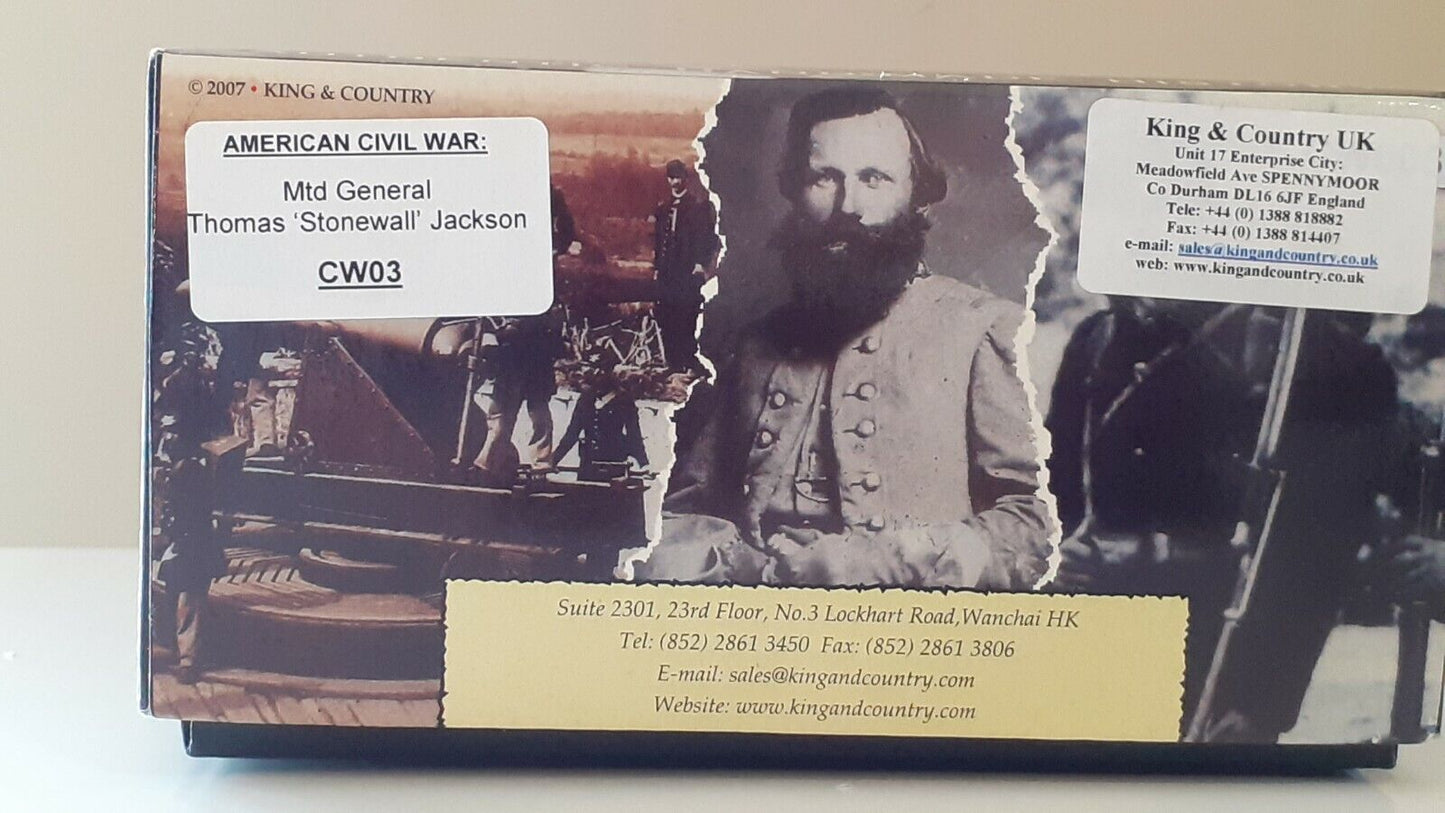 © 2007 • KING & COUNTRY
AMERICAN CIVIL WAR:
Mtd General
Thomas ‘Stonewall’ Jackson
CW03
King & Country UK
Unit 17 Enterprise City:
Meadowfield Ave SPENNYMOOR
Co Durham DL16 6JF England
Tele: +44 (0) 1388 818882
Fax: +44 (0) 1388 814407
e-mail: sales@kingandcountry.co.uk
web: www.kingandcountry.co.uk
Suite 2301, 23rd Floor, No.3 Lockhart Road,Wanchai HK
Tel: (852) 2861 3450 Fax: (852) 2861 3806
E-mail: sales@kingandcountry.com
Website: www.kingandcountry.com